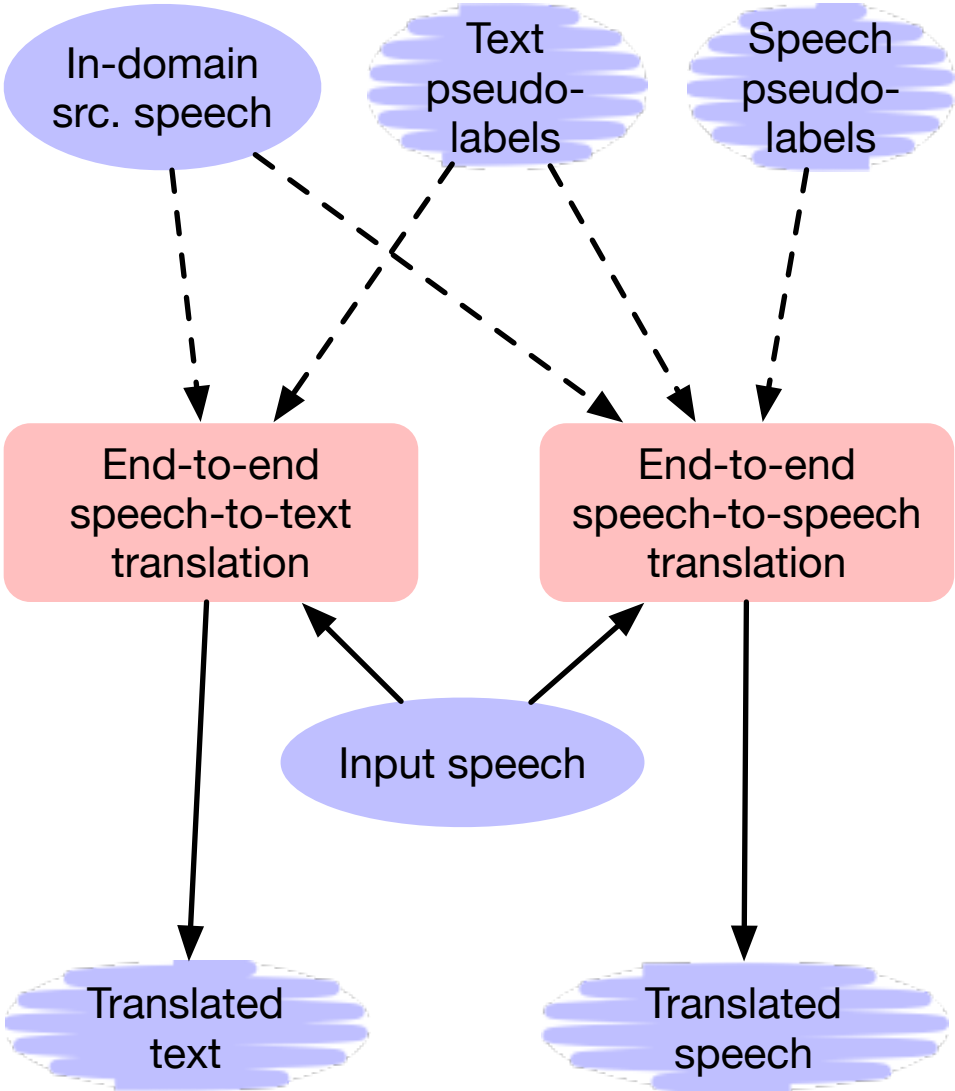 In-domain
src. speech
Text
pseudo-
labels
Speech
pseudo-
labels
End-to-end
speech-to-text
translation
End-to-end
speech-to-speech
translation
Input speech
Translated
text
Translated
speech